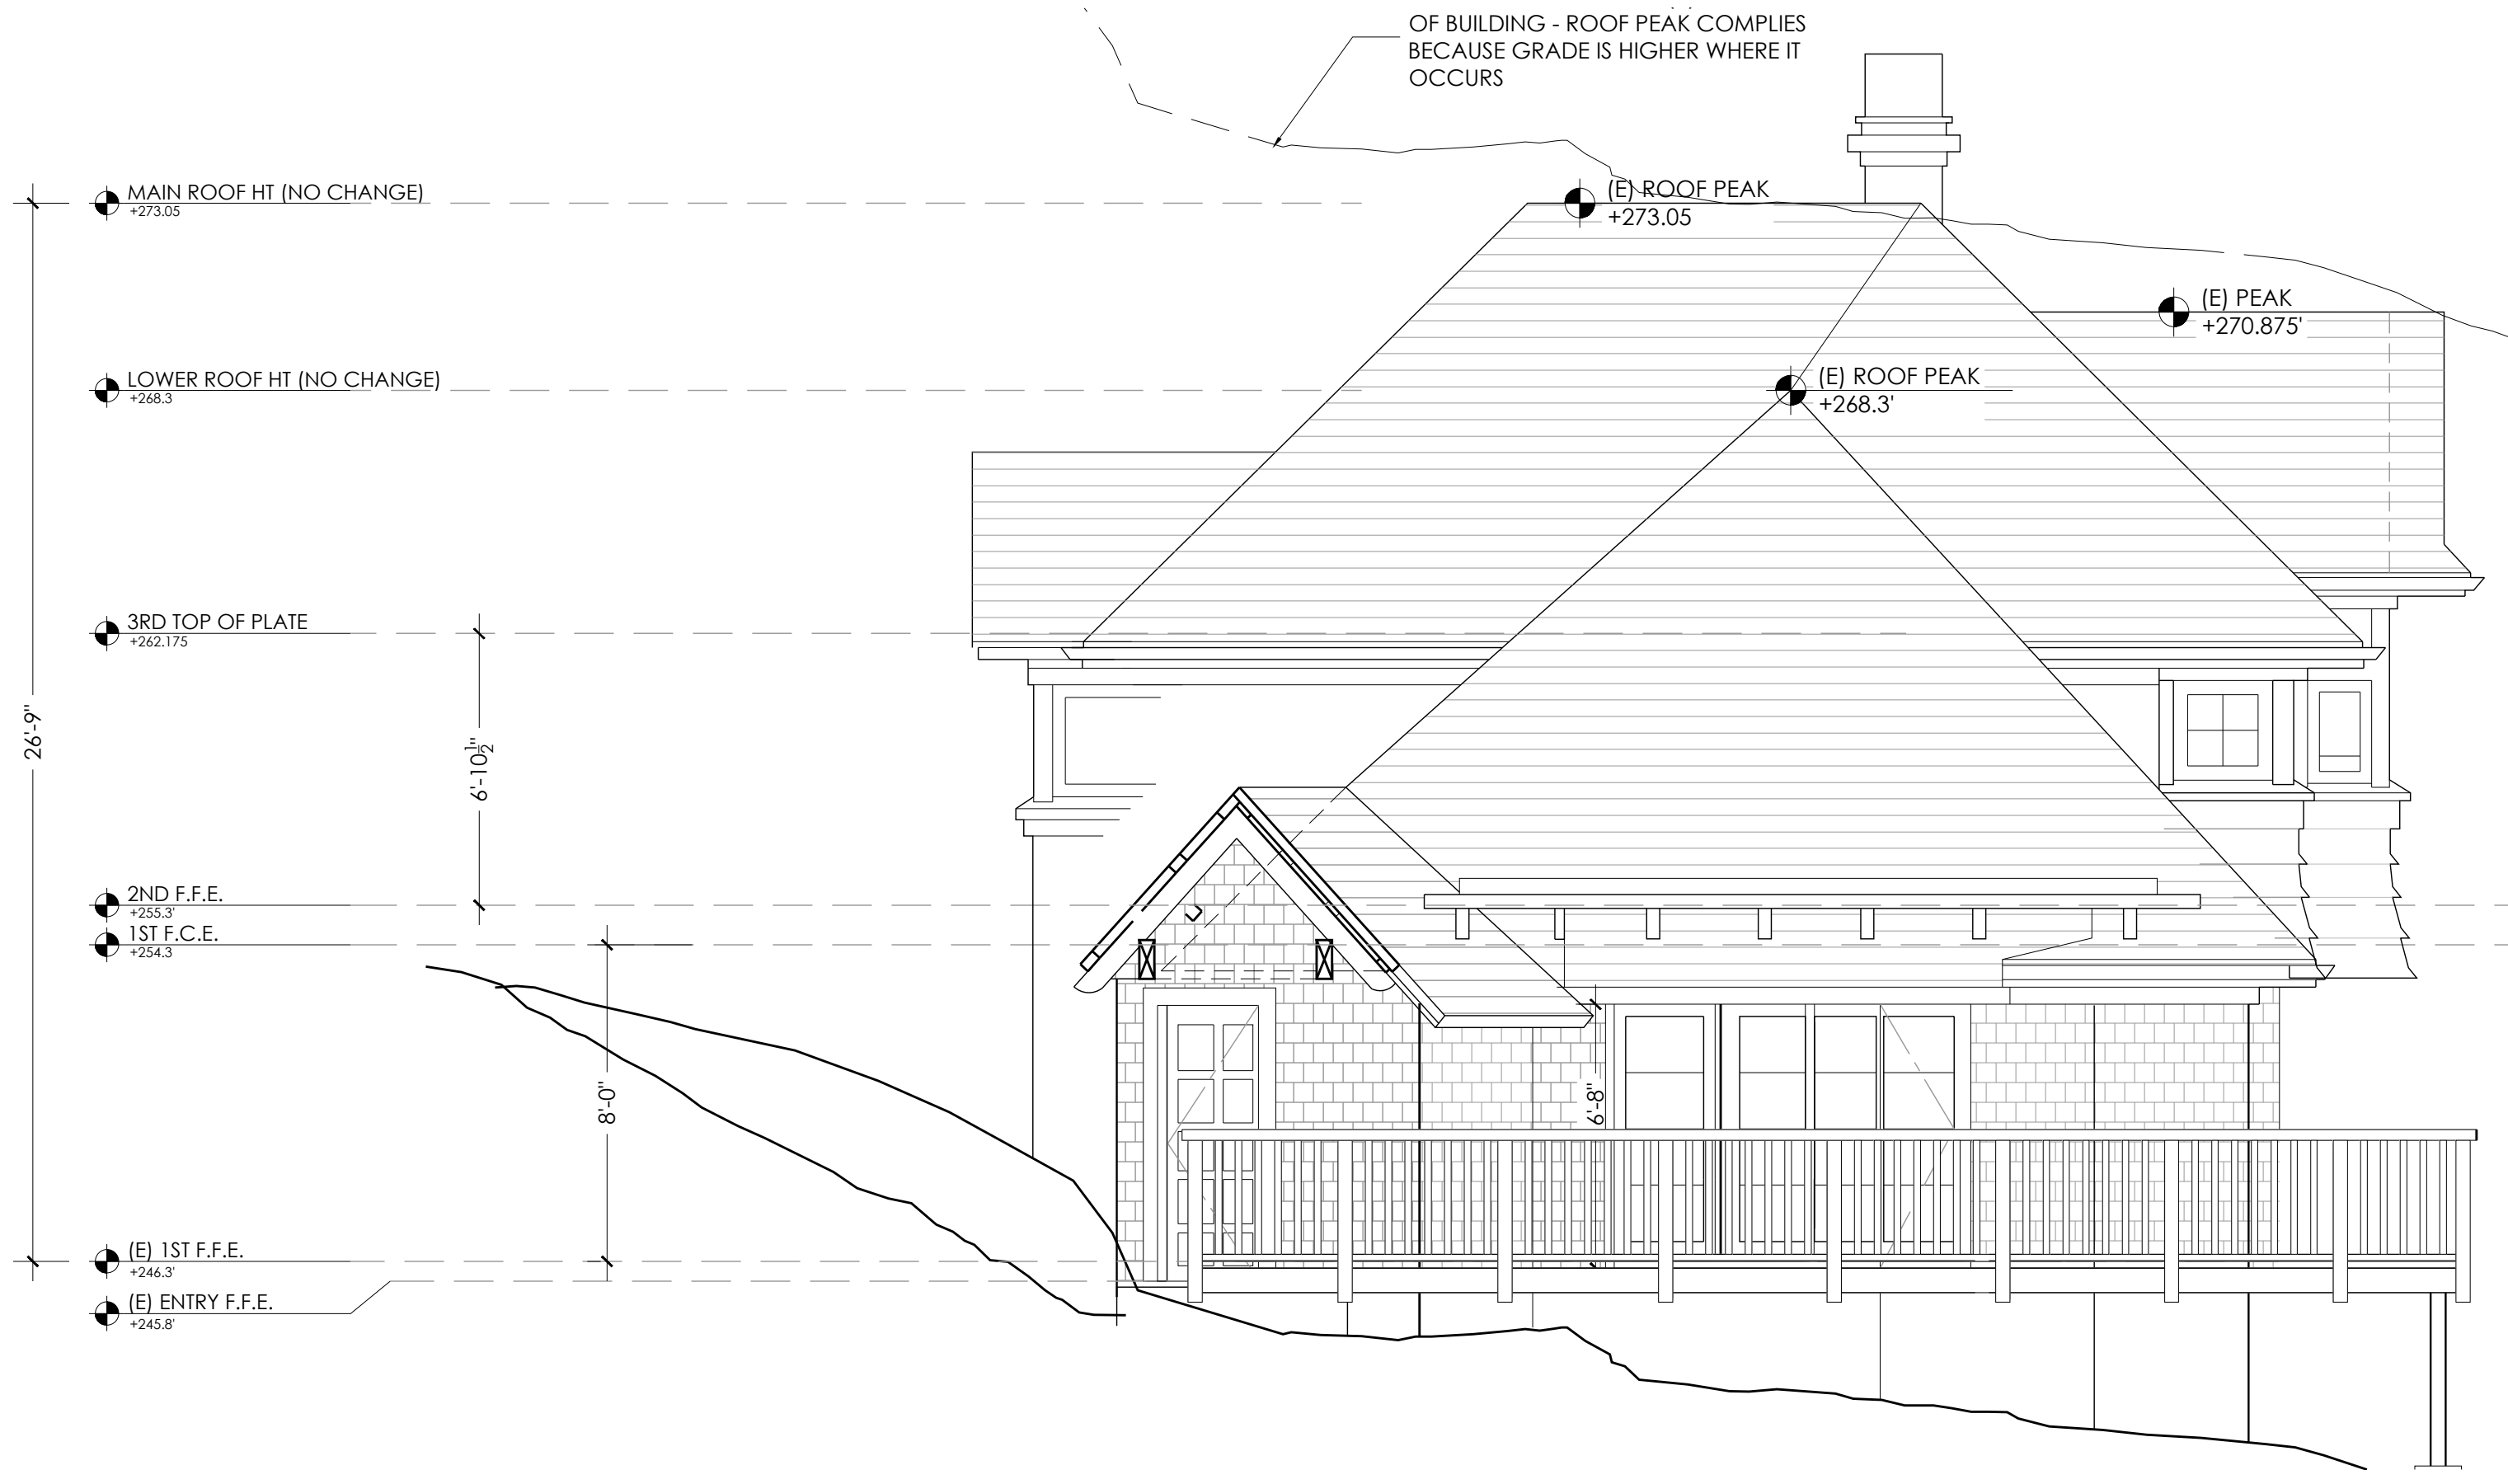 OF BUILDING - ROOF PEAK COMPLIES
BECAUSE GRADE IS HIGHER WHERE IT
OCCURS
MAIN ROOF HT (NO CHANGE)
+273.05
(E) ROOF PEAK
+273.05
(E) PEAK
+270.875'
LOWER ROOF HT (NO CHANGE)
+268.3
(E) ROOF PEAK
+268.3'
3RD TOP OF PLATE
+262.175
26'-9"
6'-10 1/2"
2ND F.F.E.
+255.3'
1ST F.C.E.
+254.3
8'-0"
6'-8"
(E) 1ST F.F.E.
+246.3'
(E) ENTRY F.F.E.
+245.8'